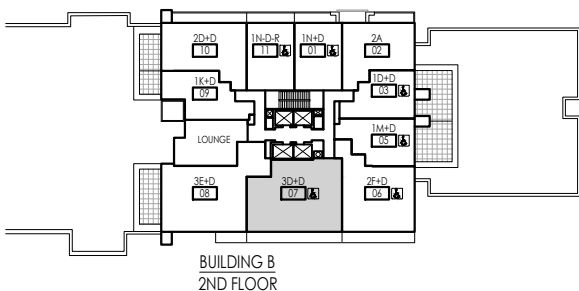 2D+D
10
1N-D-R
11
1N+D
01
2A
02
1K+D
09
1D+D
03
LOUNGE
1M+D
05
3E+D
08
3D+D
07
2F+D
06
BUILDING B
2ND FLOOR